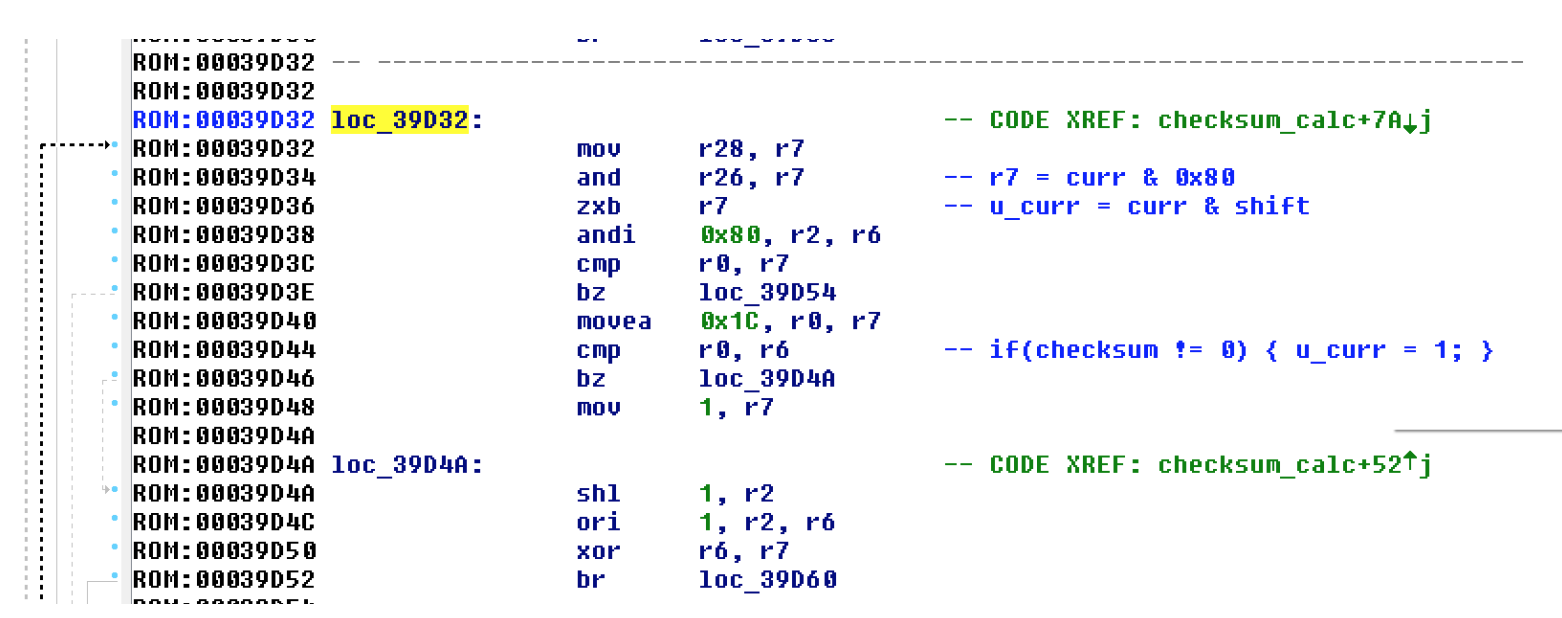 ROM:00039D32 -- ---------------------------------------------------------------------------
ROM:00039D32
ROM:00039D32 loc_39D32: -- CODE XREF: checksum_calc+7A↓j
ROM:00039D32 mov r28, r7
ROM:00039D34 and r26, r7 -- r7 = curr & 0x80
ROM:00039D36 zxb r7 -- u_curr = curr & shift
ROM:00039D38 andi 0x80, r2, r6
ROM:00039D3C cmp r0, r7
ROM:00039D3E bz loc_39D54
ROM:00039D40 movea 0x1C, r0, r7
ROM:00039D44 cmp r0, r6 -- if(checksum != 0) { u_curr = 1; }
ROM:00039D46 bz loc_39D4A
ROM:00039D48 mov 1, r7
ROM:00039D4A
ROM:00039D4A loc_39D4A: -- CODE XREF: checksum_calc+52↑j
ROM:00039D4A shl 1, r2
ROM:00039D4C ori 1, r2, r6
ROM:00039D50 xor r6, r7
ROM:00039D52 br loc_39D60